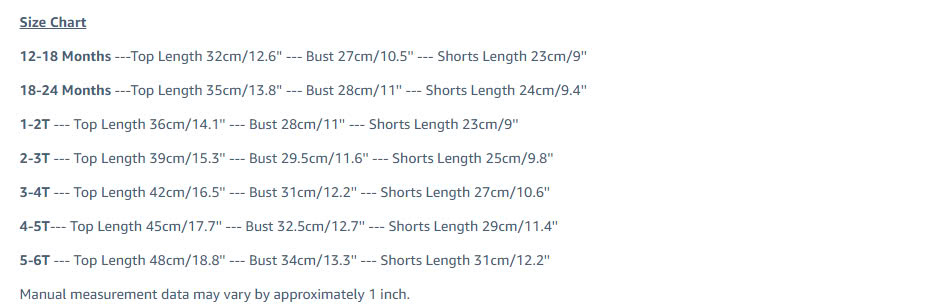 Size Chart
12-18 Months ---Top Length 32cm/12.6" --- Bust 27cm/10.5" --- Shorts Length 23cm/9"
18-24 Months ---Top Length 35cm/13.8" --- Bust 28cm/11" --- Shorts Length 24cm/9.4"
1-2T --- Top Length 36cm/14.1" --- Bust 28cm/11" --- Shorts Length 23cm/9"
2-3T --- Top Length 39cm/15.3" --- Bust 29.5cm/11.6" --- Shorts Length 25cm/9.8"
3-4T --- Top Length 42cm/16.5" --- Bust 31cm/12.2" --- Shorts Length 27cm/10.6"
4-5T--- Top Length 45cm/17.7" --- Bust 32.5cm/12.7" --- Shorts Length 29cm/11.4"
5-6T --- Top Length 48cm/18.8" --- Bust 34cm/13.3" --- Shorts Length 31cm/12.2"
Manual measurement data may vary by approximately 1 inch.